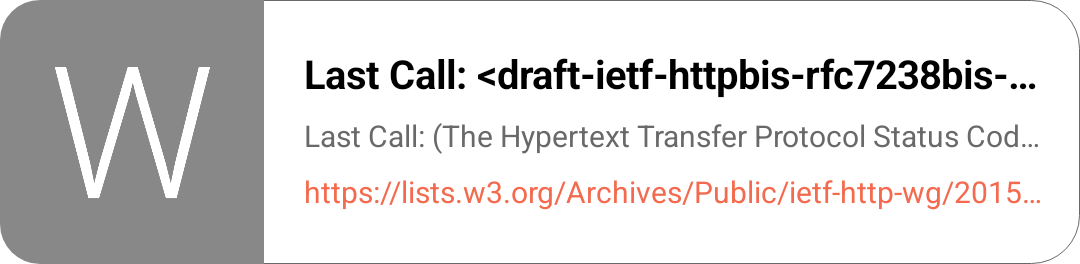 W
Last Call: <draft-ietf-httpbis-rfc7238bis-...
Last Call: (The Hypertext Transfer Protocol Status Cod...
https://lists.w3.org/Archives/Public/ietf-http-wg/2015...